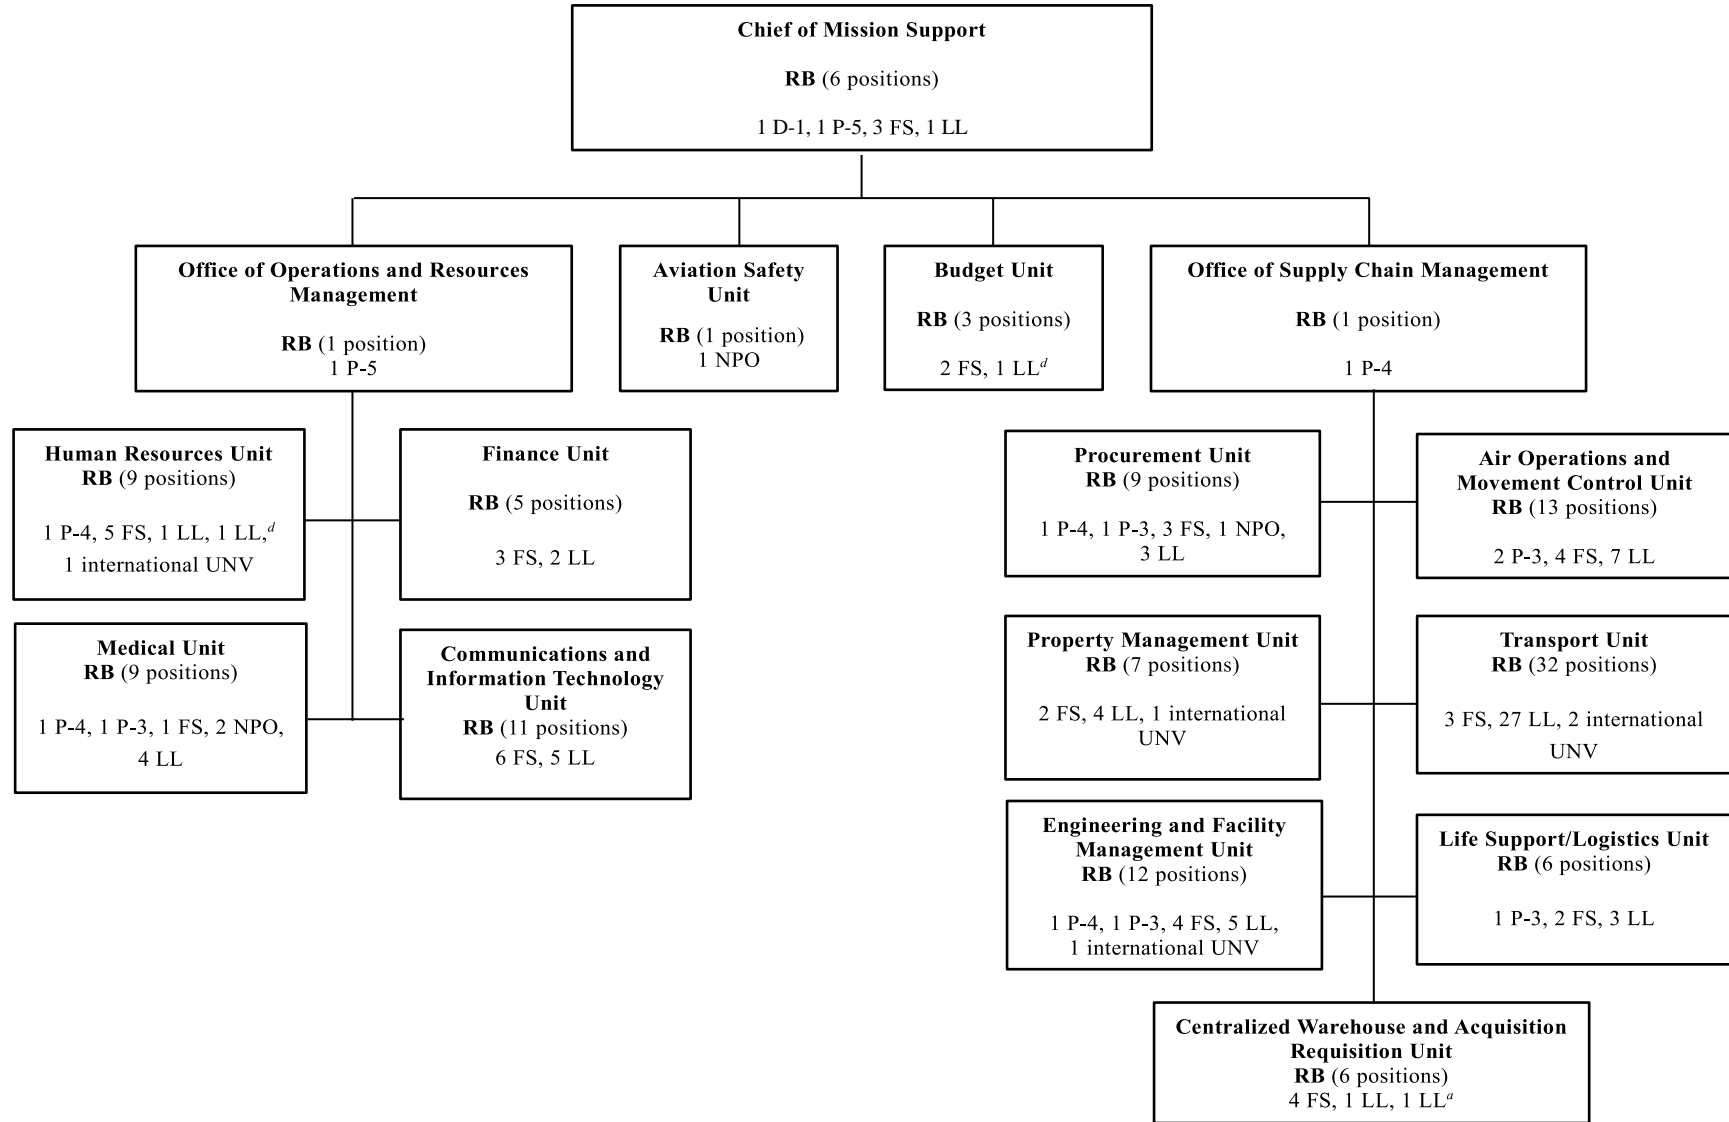 Chief of Mission Support
RB (6 positions)
1 D-1, 1 P-5, 3 FS, 1 LL
Office of Operations and Resources
Management
RB (1 position)
1 P-5
Aviation Safety
Unit
RB (1 position)
1 NPO
Budget Unit
RB (3 positions)
2 FS, 1 LLd
Office of Supply Chain Management
RB (1 position)
1 P-4
Human Resources Unit
RB (9 positions)
1 P-4, 5 FS, 1 LL, 1 LL,d
1 international UNV
Finance Unit
RB (5 positions)
3 FS, 2 LL
Procurement Unit
RB (9 positions)
1 P-4, 1 P-3, 3 FS, 1 NPO,
3 LL
Air Operations and
Movement Control Unit
RB (13 positions)
2 P-3, 4 FS, 7 LL
Medical Unit
RB (9 positions)
1 P-4, 1 P-3, 1 FS, 2 NPO,
4 LL
Communications and
Information Technology
Unit
RB (11 positions)
6 FS, 5 LL
Property Management Unit
RB (7 positions)
2 FS, 4 LL, 1 international
UNV
Transport Unit
RB (32 positions)
3 FS, 27 LL, 2 international
UNV
Engineering and Facility
Management Unit
RB (12 positions)
1 P-4, 1 P-3, 4 FS, 5 LL,
1 international UNV
Life Support/Logistics Unit
RB (6 positions)
1 P-3, 2 FS, 3 LL
Centralized Warehouse and Acquisition
Requisition Unit
RB (6 positions)
4 FS, 1 LL, 1 LLa